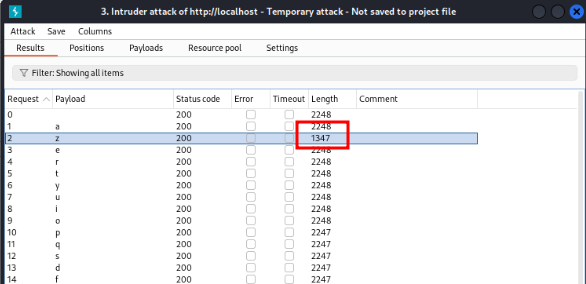 3. Intruder attack of http://localhost - Temporary attack - Not saved to project file
Attack Save Columns
Results Positions Payloads Resource pool Settings
Filter: Showing all items
Request Payload Status code Error Timeout Length Comment
0 200 2248
1 a 200 2248
2 z 200 1347
3 e 200 2248
4 r 200 2248
5 t 200 2248
6 y 200 2248
7 u 200 2248
8 i 200 2248
9 o 200 2248
10 p 200 2247
11 q 200 2247
12 s 200 2247
13 d 200 2247
14 f 200 2247